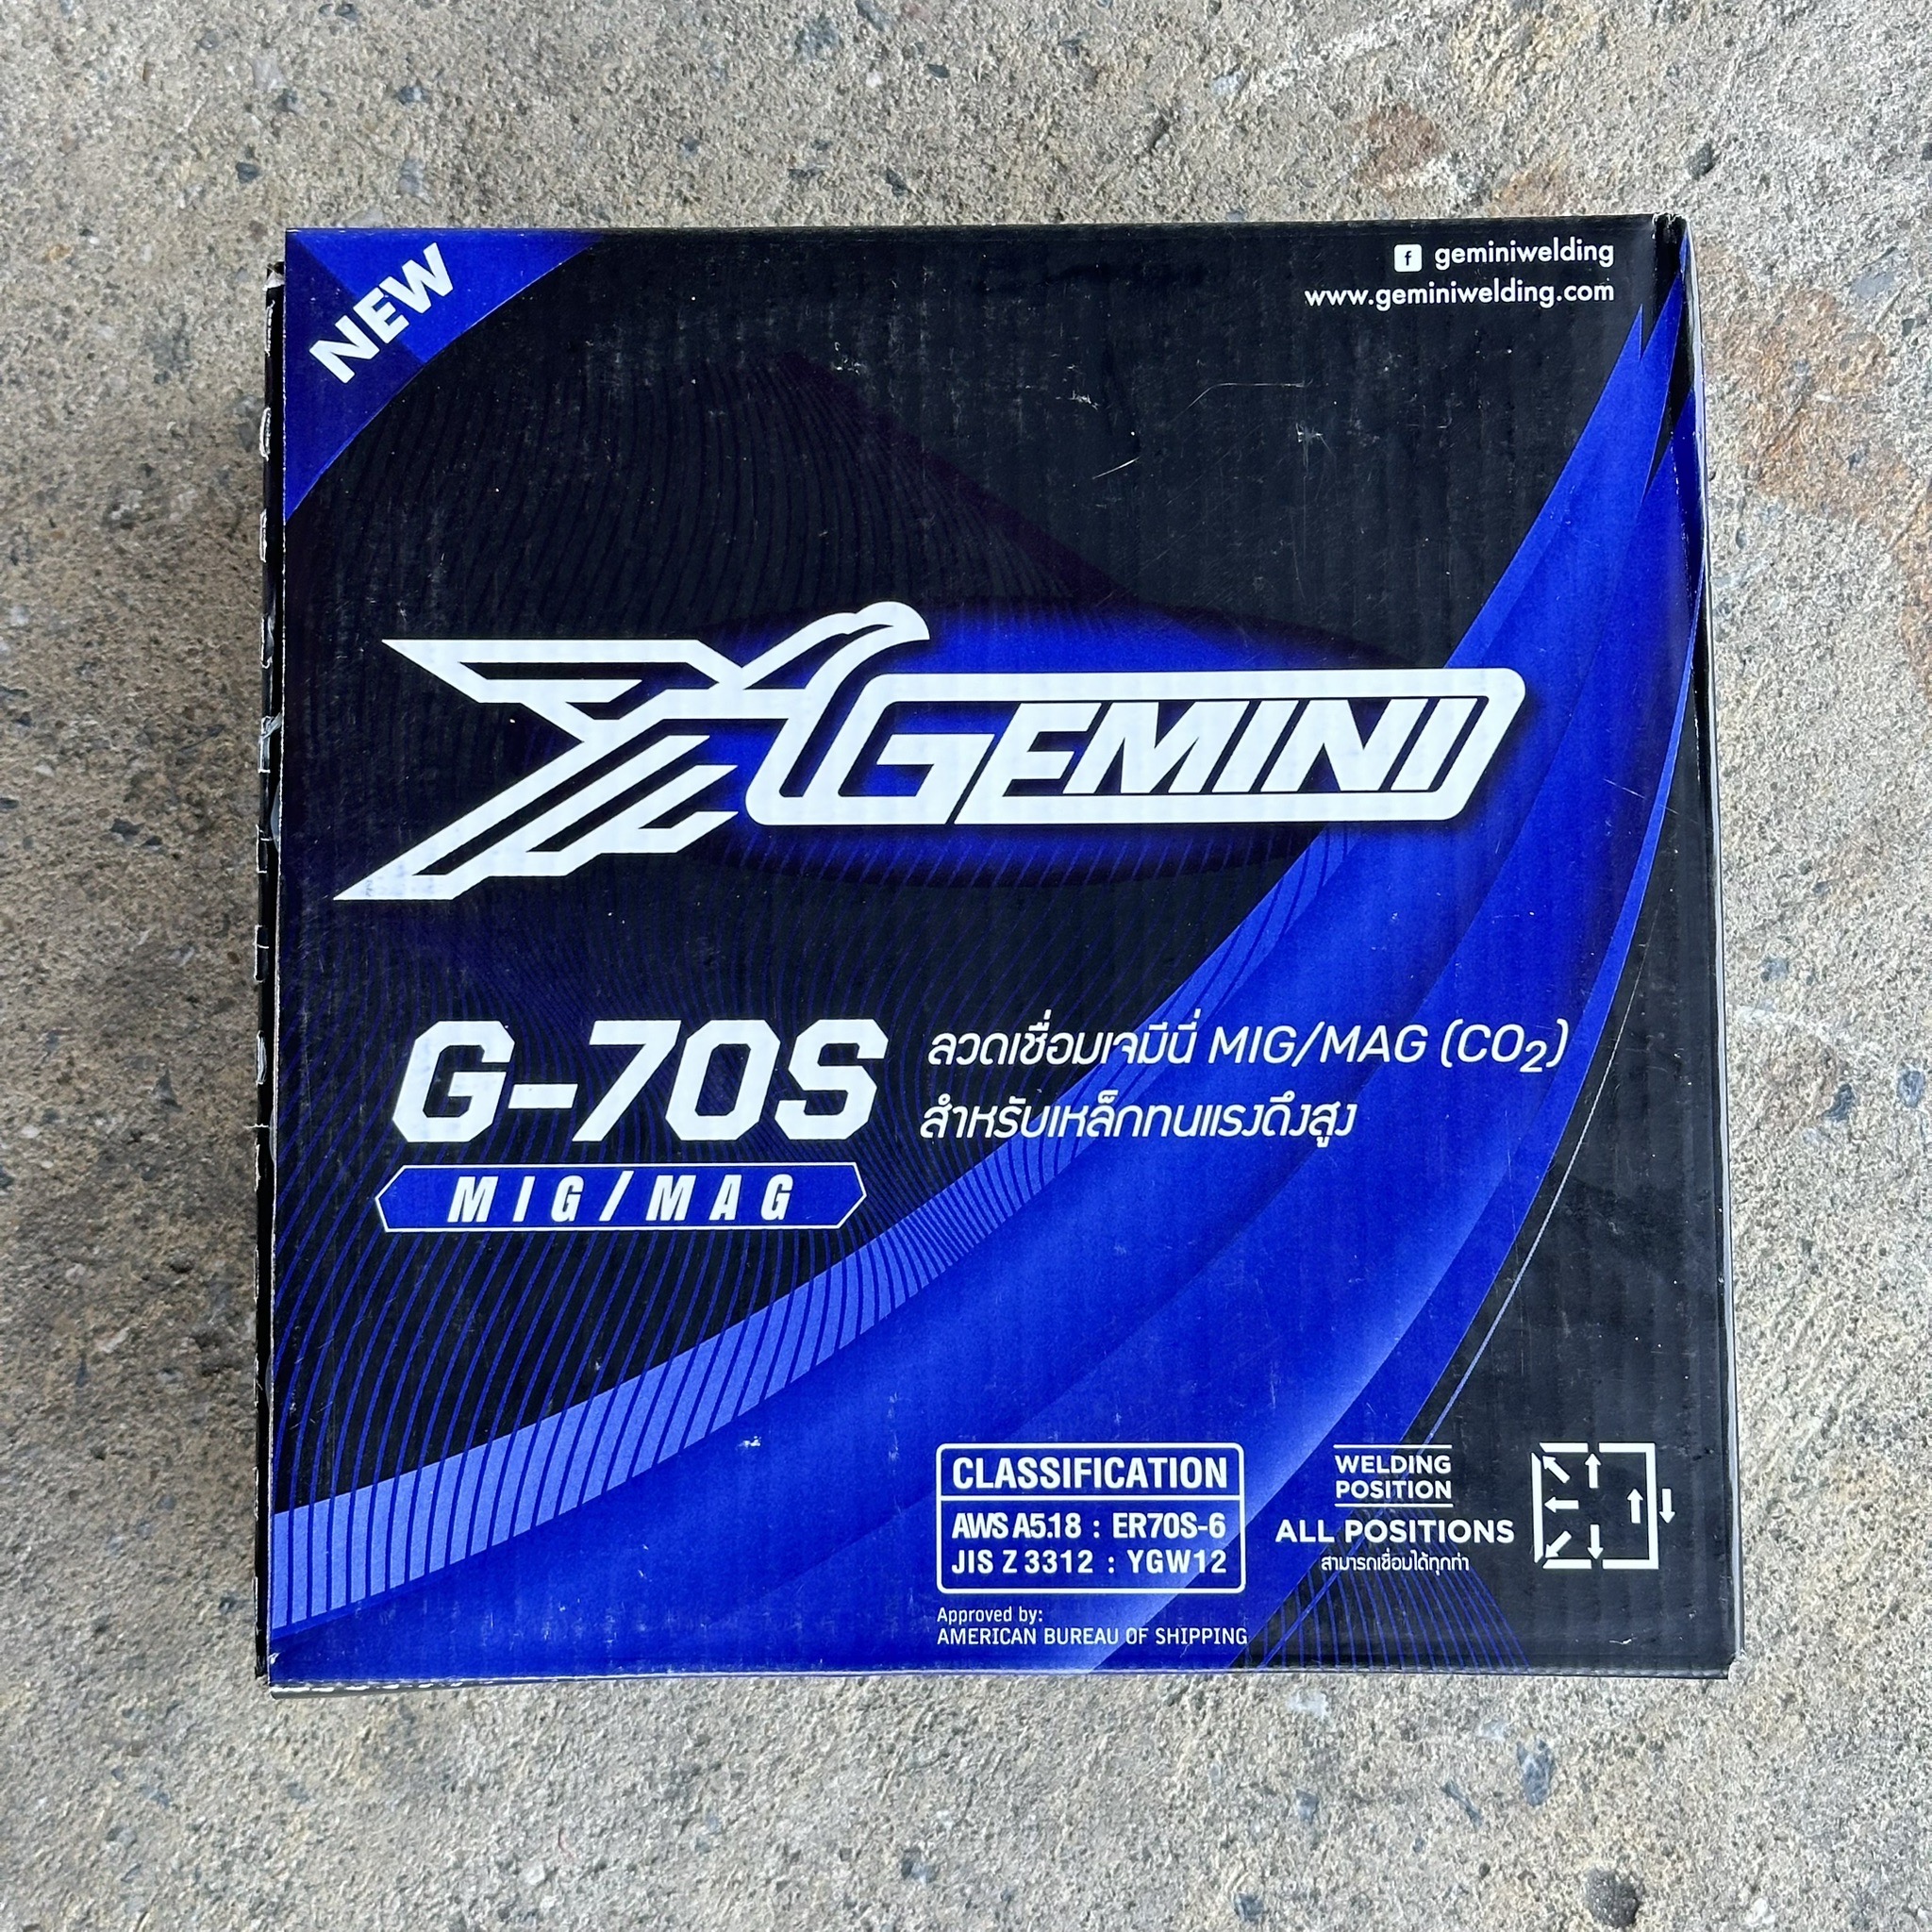 NEW
geminiwelding
www.geminiwelding.com
GEMINI
G-70S
ลวดเชื่อมเจมีนี่ MIG/MAG (CO₂)
สำหรับเหล็กทนแรงดึงสูง
MIG/MAG
CLASSIFICATION
AWS A5.18 : ER70S-6
JIS Z 3312 : YGW12
Approved by:
AMERICAN BUREAU OF SHIPPING
WELDING
POSITION
ALL POSITIONS
สามารถเชื่อมได้ทุกท่า